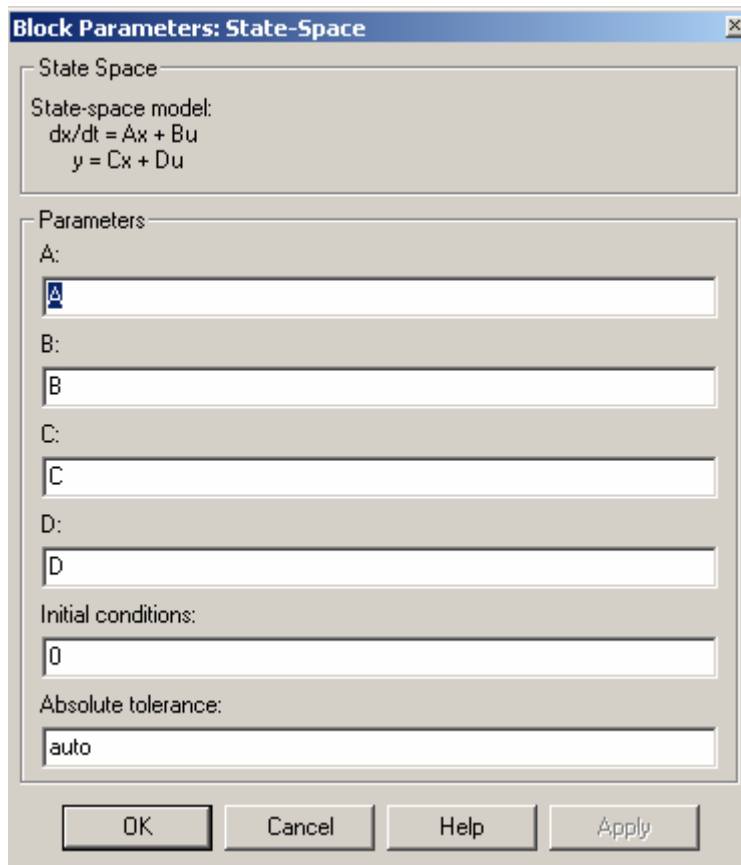 Block Parameters: State-Space
State Space
State-space model:
dx/dt = Ax + Bu
y = Cx + Du
Parameters
A:
A
B:
B
C:
C
D:
D
Initial conditions:
0
Absolute tolerance:
auto
OK Cancel Help Apply